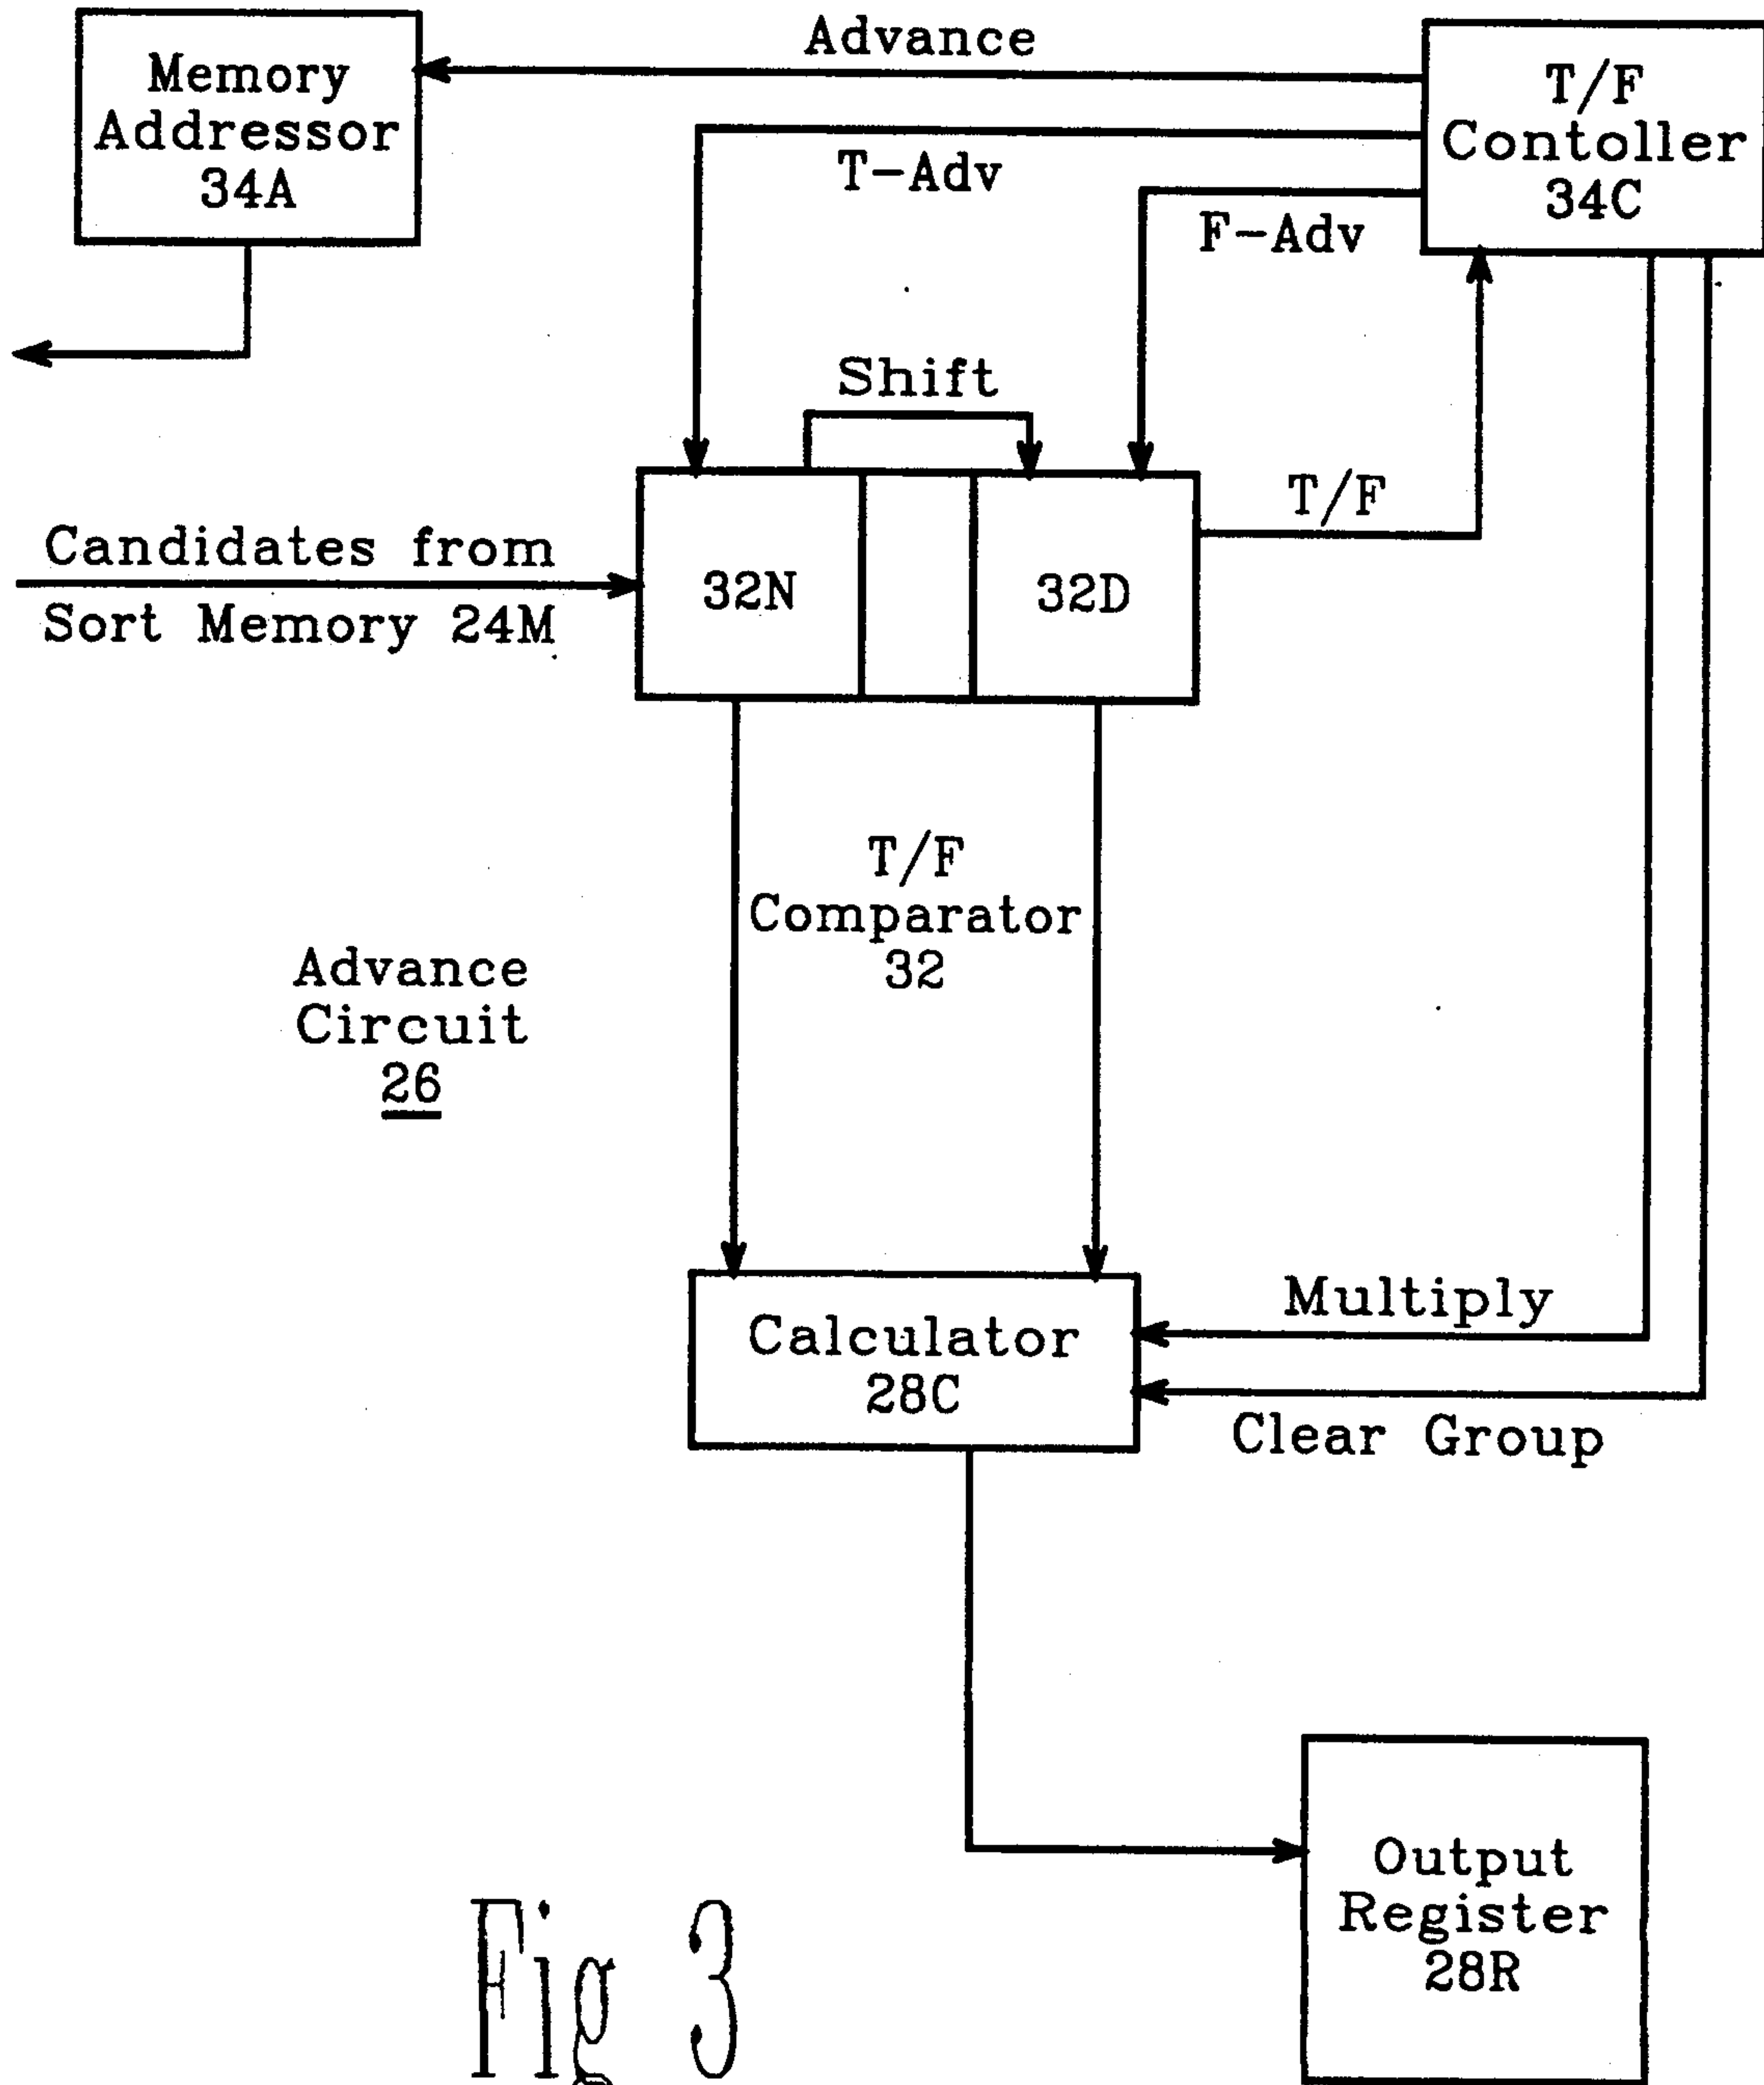 Advance
Memory
Addressor
34A
T/F
Contoller
34C
T-Adv
F-Adv
Shift
T/F
Candidates from
Sort Memory 24M
32N
32D
T/F
Comparator
32
Advance
Circuit
26
Multiply
Calculator
28C
Clear Group
Output
Register
28R
Fig 3